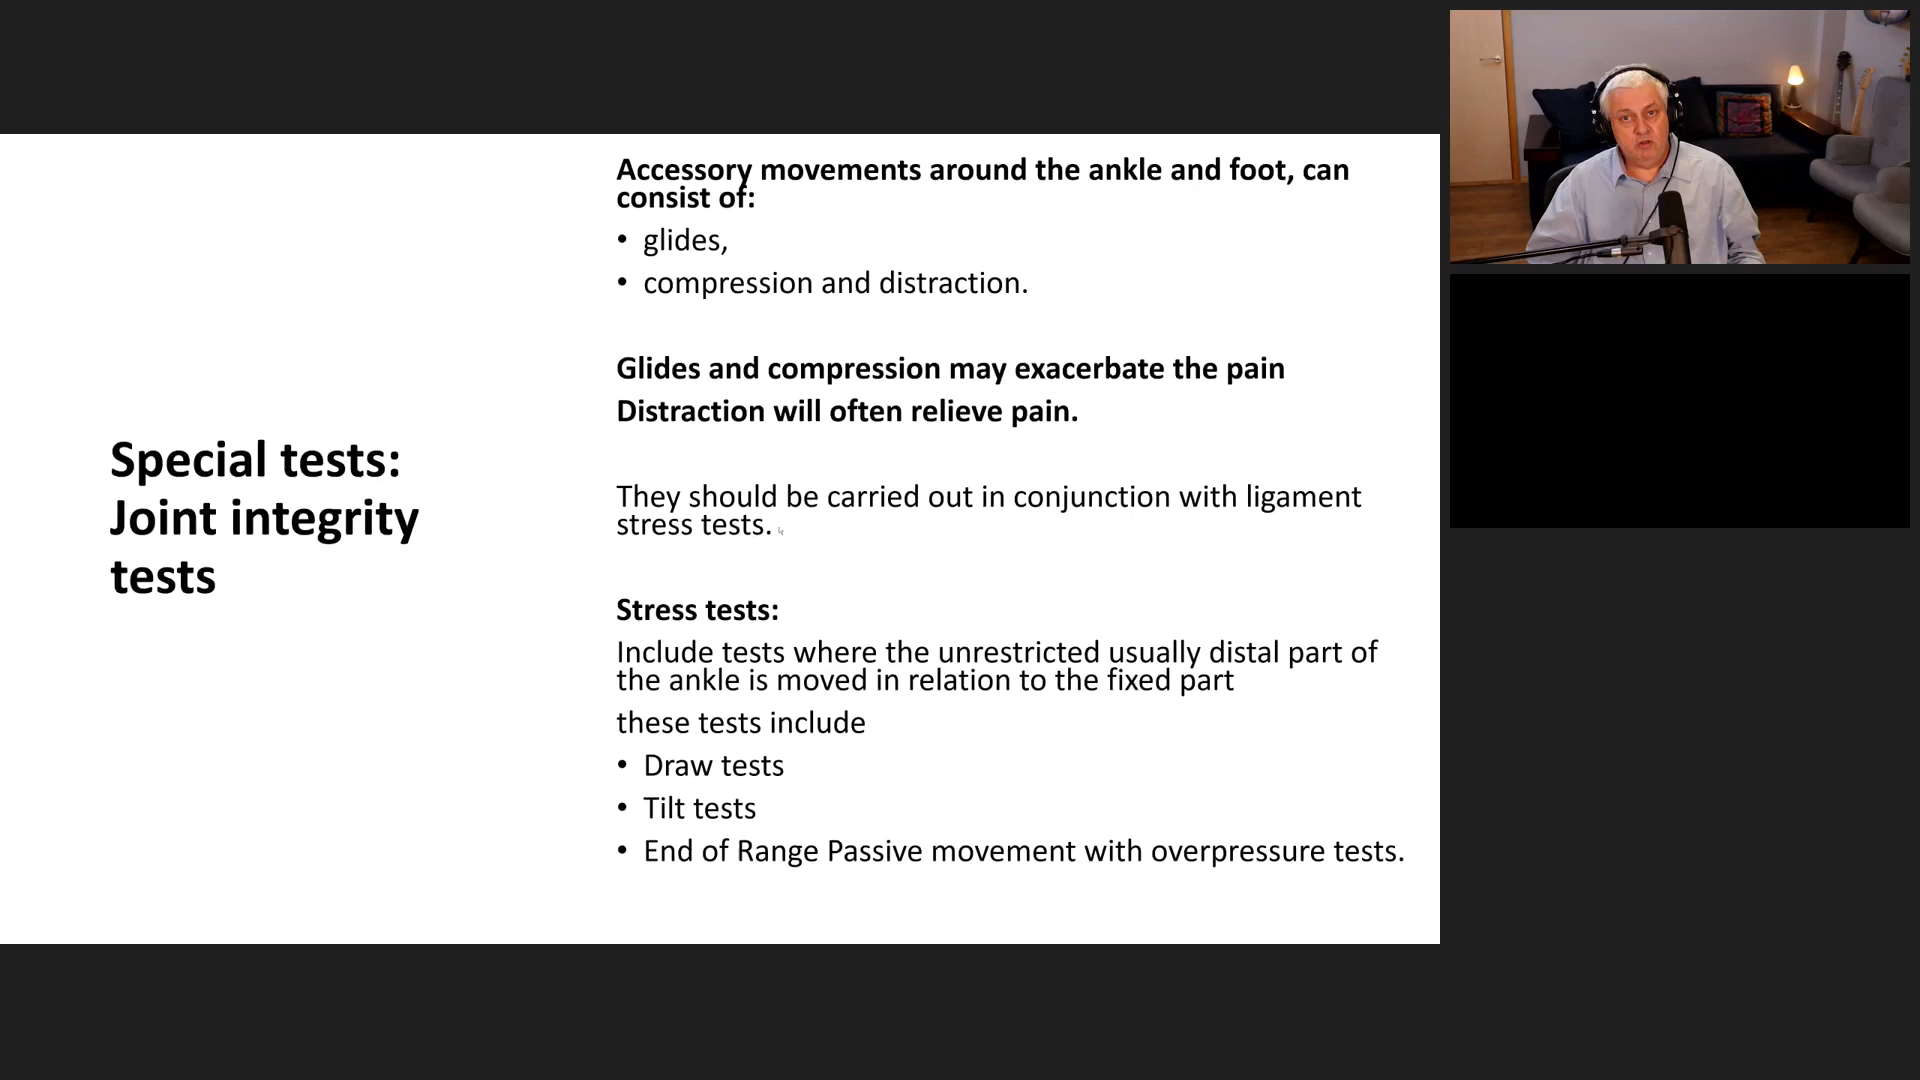 Special tests:
Joint integrity
tests
Accessory movements around the ankle and foot, can
consist of:
• glides,
• compression and distraction.
Glides and compression may exacerbate the pain
Distraction will often relieve pain.
They should be carried out in conjunction with ligament
stress tests.
Stress tests:
Include tests where the unrestricted usually distal part of
the ankle is moved in relation to the fixed part
these tests include
• Draw tests
• Tilt tests
• End of Range Passive movement with overpressure tests.